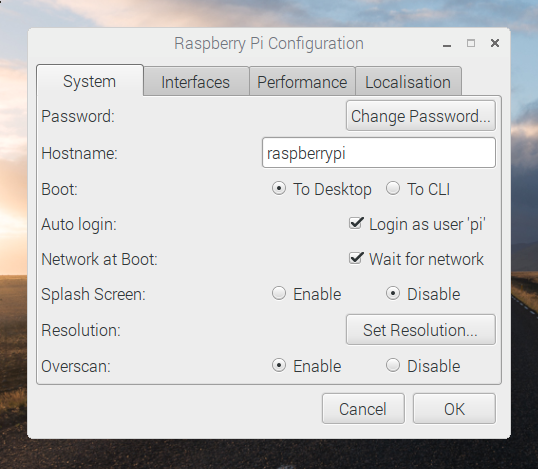 Raspberry Pi Configuration
System Interfaces Performance Localisation
Password: Change Password...
Hostname: raspberrypi
Boot: To Desktop To CLI
Auto login: Login as user 'pi'
Network at Boot: Wait for network
Splash Screen: Enable Disable
Resolution: Set Resolution...
Overscan: Enable Disable
Cancel OK